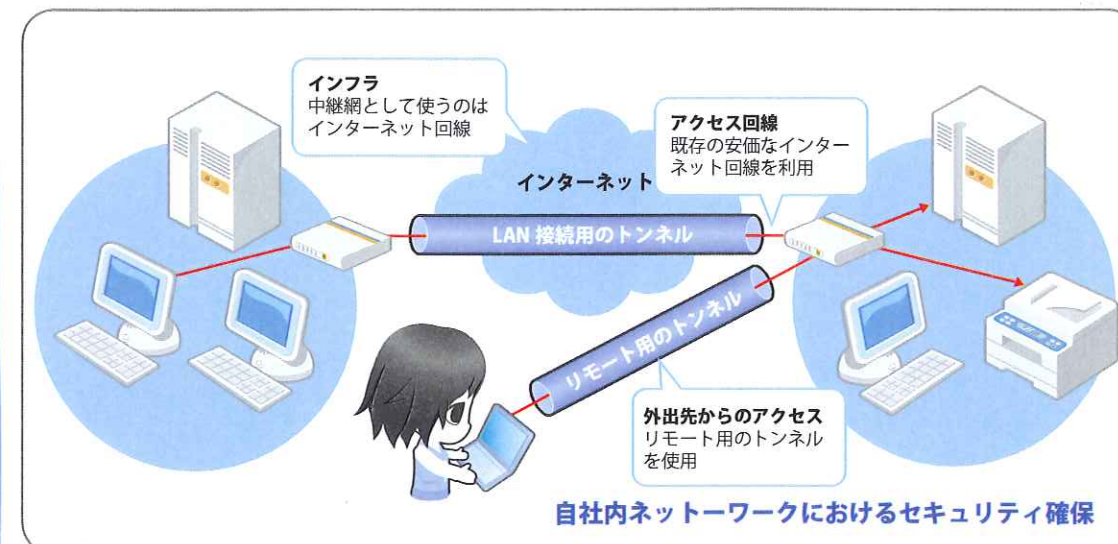 インフラ
中継網として使うのは
インターネット回線
アクセス回線
既存の安価なインター
ネット回線を利用
インターネット
LAN 接続用のトンネル
リモート用のトンネル
外出先からのアクセス
リモート用のトンネル
を使用
自社内ネットーワークにおけるセキュリティ確保